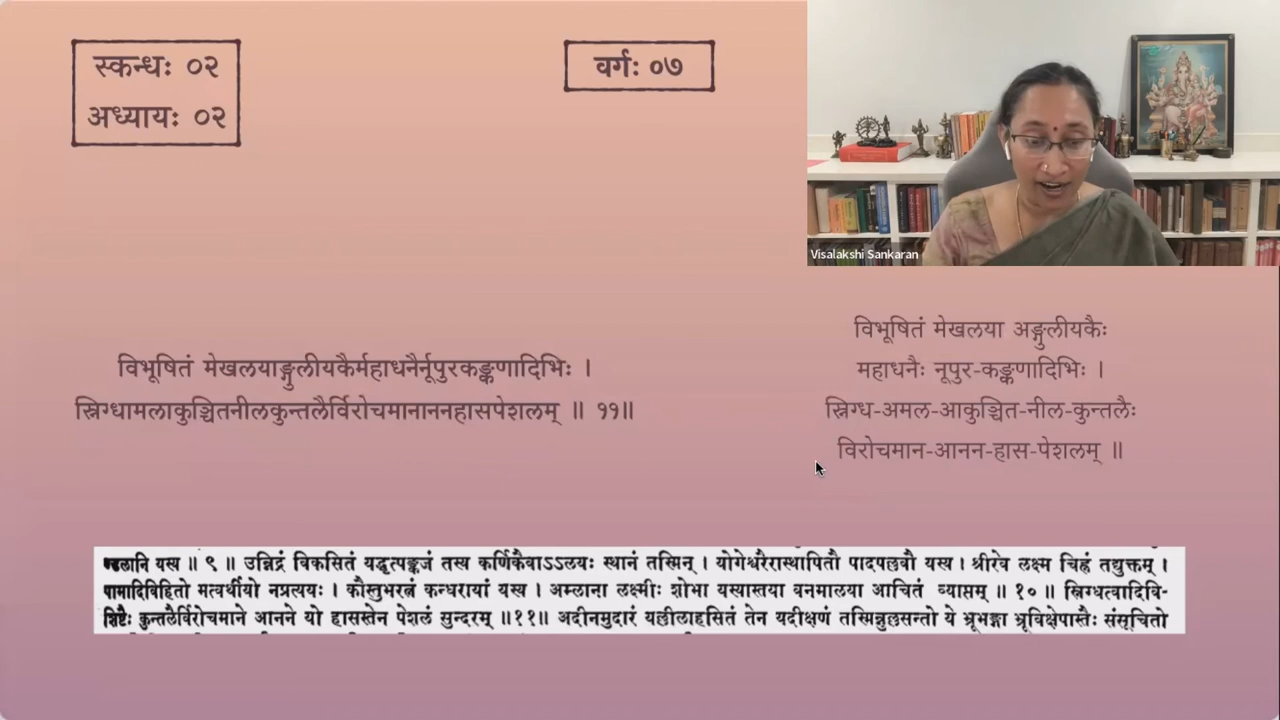 स्कन्धः ०२
अध्यायः ०२
वर्गः ०७
Visalakshi Sankaran
विभूषितं मेखलयाङ्गुलीयकैर्महाधनैर्नूपुरकङ्कणादिभिः ।
स्निग्धामलाकुञ्चितनीलकुन्तलैर्विरोचमानाननहासपेशलम् ॥ ११॥
विभूषितं मेखलया अङ्गुलीयकैः
महाधनैः नूपुर-कङ्कणादिभिः ।
स्निग्ध-अमल-आकुञ्चित-नील-कुन्तलैः
विरोचमान-आनन-हास-पेशलम् ॥
ण्डलानि यस्य ॥ ९ ॥ उन्निद्रं विकसितं यद्धृत्पङ्कजं तस्य कर्णिकैवाऽऽलयः स्थानं तस्मिन् । योगेश्वरैरास्थापितौ पादपल्लवौ यस्य । श्रीरेव लक्ष्म चिह्नं तद्युक्तम् ।
पामादिविहितो मत्वर्थीयो नप्रत्ययः । कौस्तुभरत्नं कन्धरायां यस्य । अम्लाना लक्ष्मीः शोभा यस्यास्तया वनमालया आचितं व्याप्तम् ॥ १० ॥ स्निग्धत्वादिवि-
शिष्टैः कुन्तलैर्विरोचमाने आनने यो हासस्तेन पेशलं सुन्दरम् ॥११॥ अदीनमुदारं यल्लीलाहसितं तेन यदीक्षणं तस्मिन्नुल्लसन्तो ये भ्रूभङ्गा भ्रूविक्षेपास्तैः संसूचितो